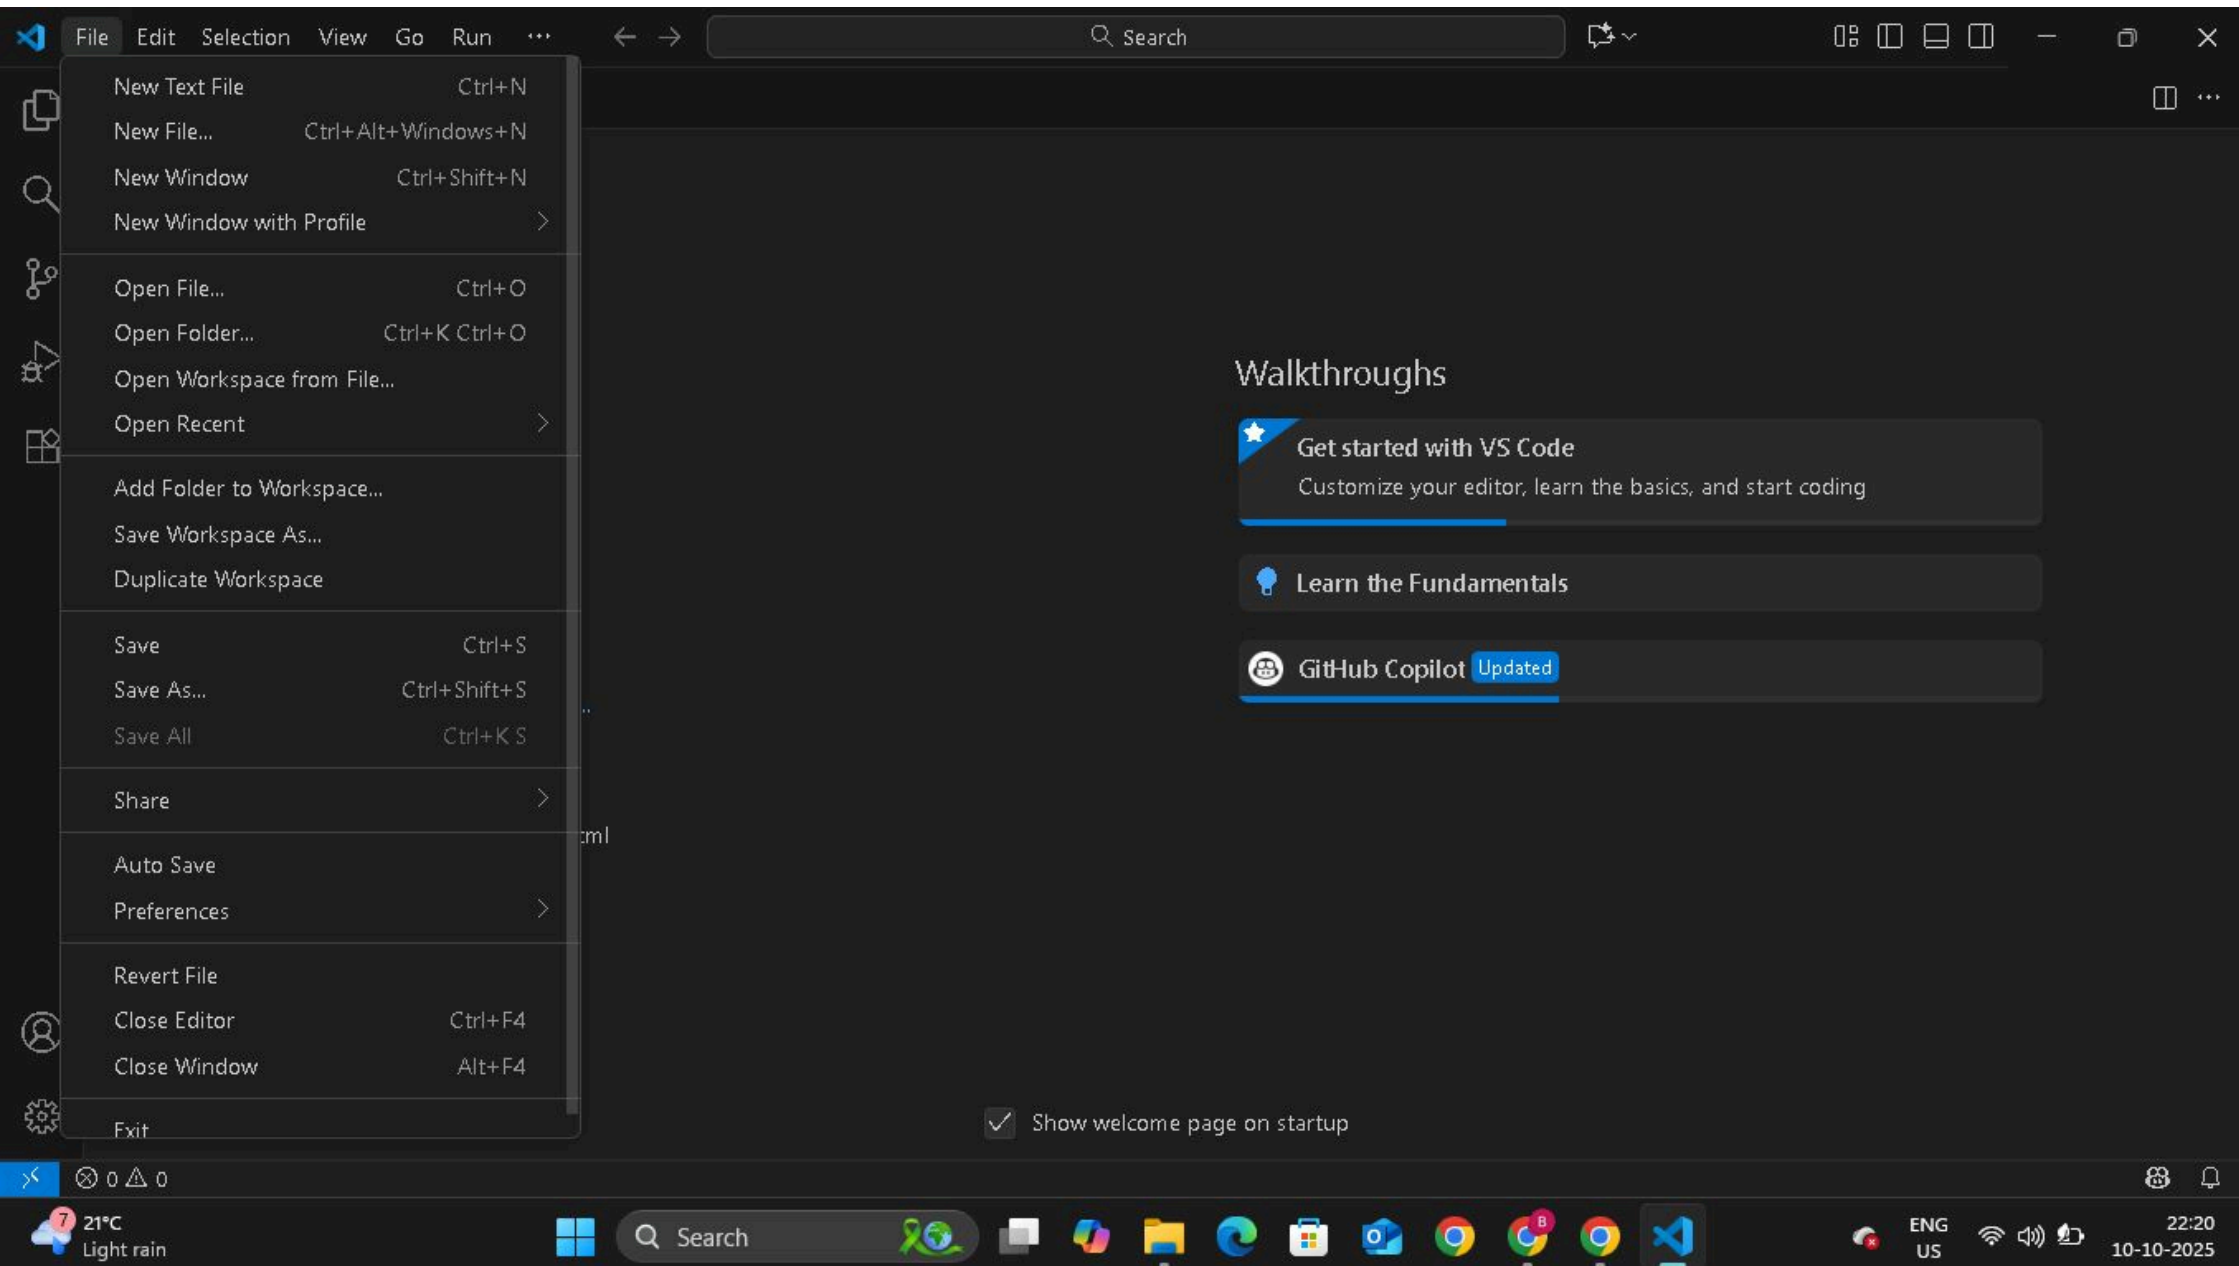 File Edit Selection View Go Run ···
Search
New Text File Ctrl+N
New File... Ctrl+Alt+Windows+N
New Window Ctrl+Shift+N
New Window with Profile
Open File... Ctrl+O
Open Folder... Ctrl+K Ctrl+O
Open Workspace from File...
Open Recent
Add Folder to Workspace...
Save Workspace As...
Duplicate Workspace
Save Ctrl+S
Save As... Ctrl+Shift+S
Save All Ctrl+K S
Share
Auto Save
Preferences
Revert File
Close Editor Ctrl+F4
Close Window Alt+F4
Exit
Walkthroughs
Get started with VS Code
Customize your editor, learn the basics, and start coding
Learn the Fundamentals
GitHub Copilot Updated
Show welcome page on startup
0 0
7
21°C
Light rain
Search
B
ENG
US
22:20
10-10-2025